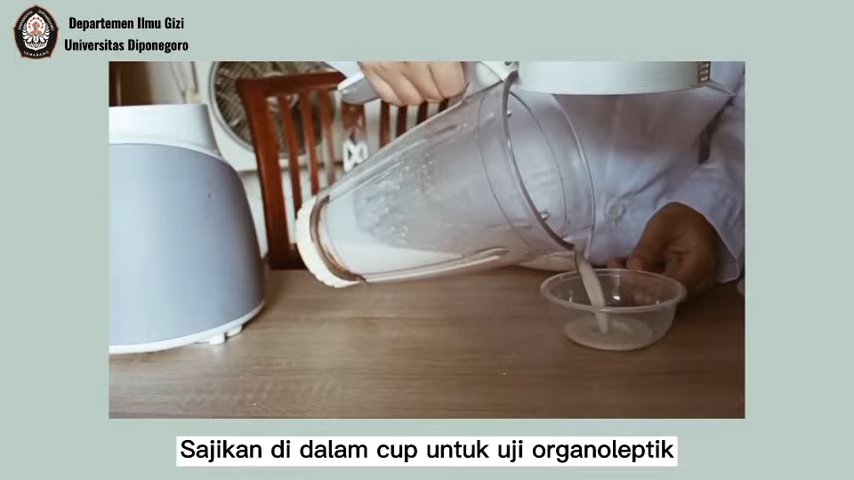 Departemen Ilmu Gizi
Universitas Diponegoro
Sajikan di dalam cup untuk uji organoleptik